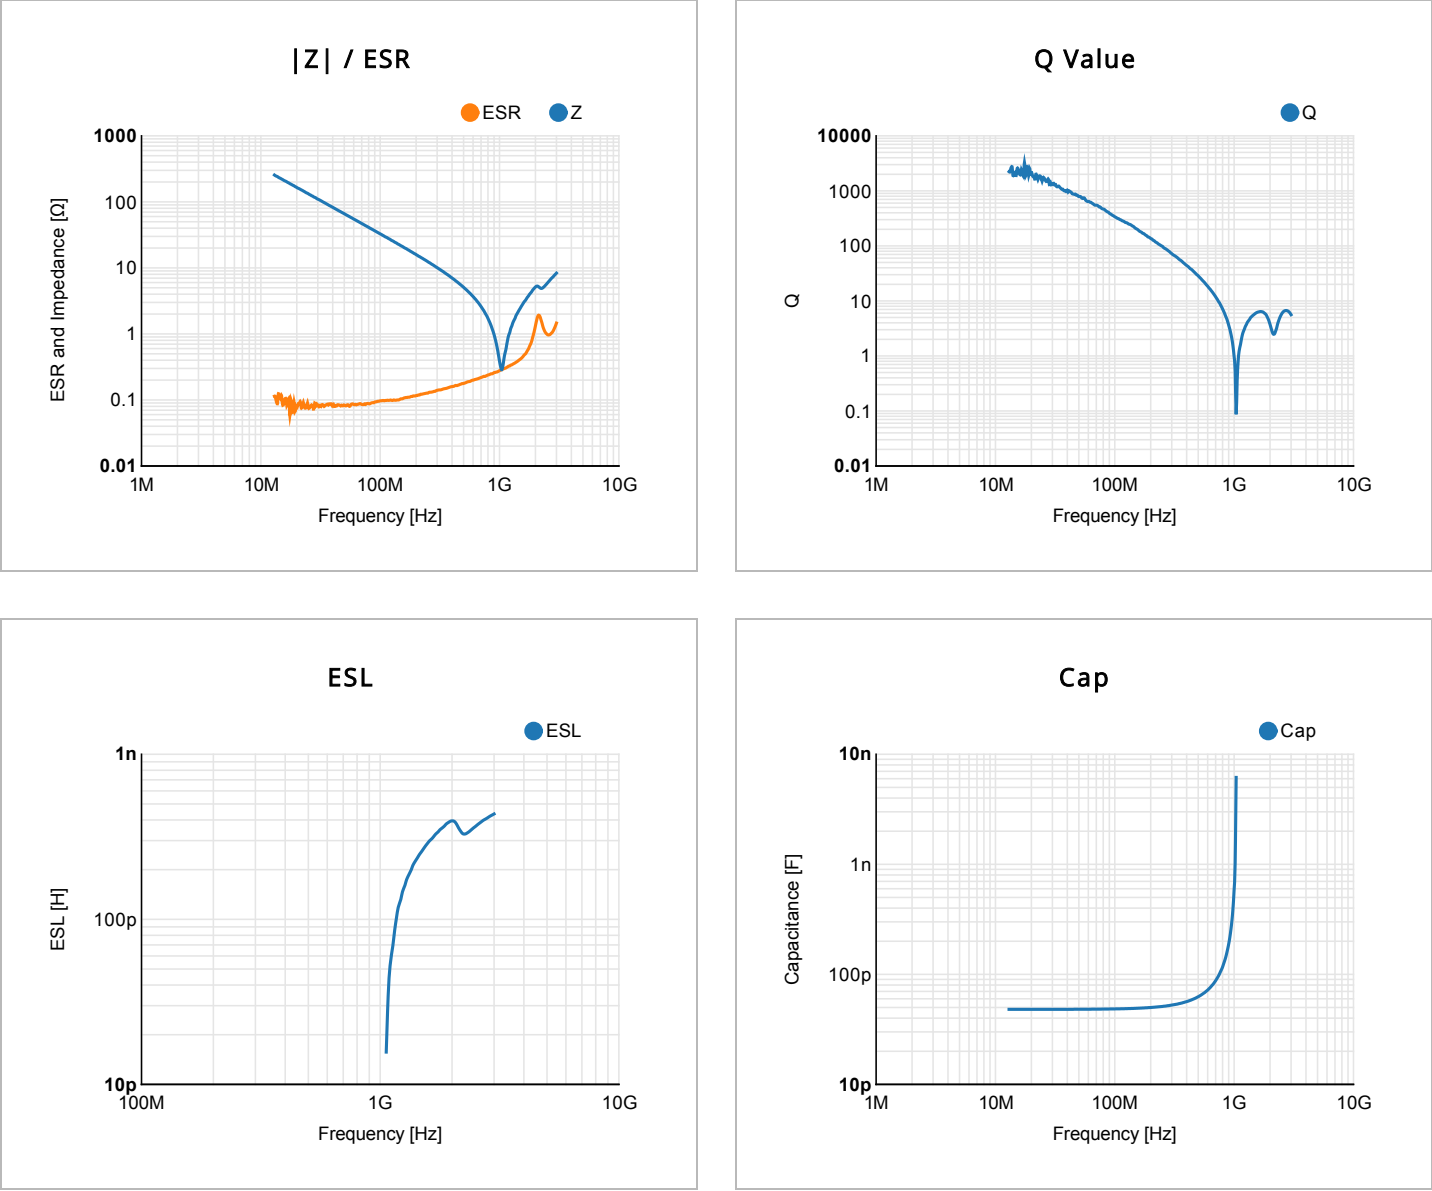 |Z| / ESR
ESR Z
1000
100
10
1
0.1
0.01
ESR and Impedance [Ω]
1M 10M 100M 1G 10G
Frequency [Hz]
Q Value
Q
10000
1000
100
10
1
0.1
0.01
Q
1M 10M 100M 1G 10G
Frequency [Hz]
ESL
ESL
1n
100p
10p
ESL [H]
100M 1G 10G
Frequency [Hz]
Cap
Cap
10n
1n
100p
10p
Capacitance [F]
1M 10M 100M 1G 10G
Frequency [Hz]